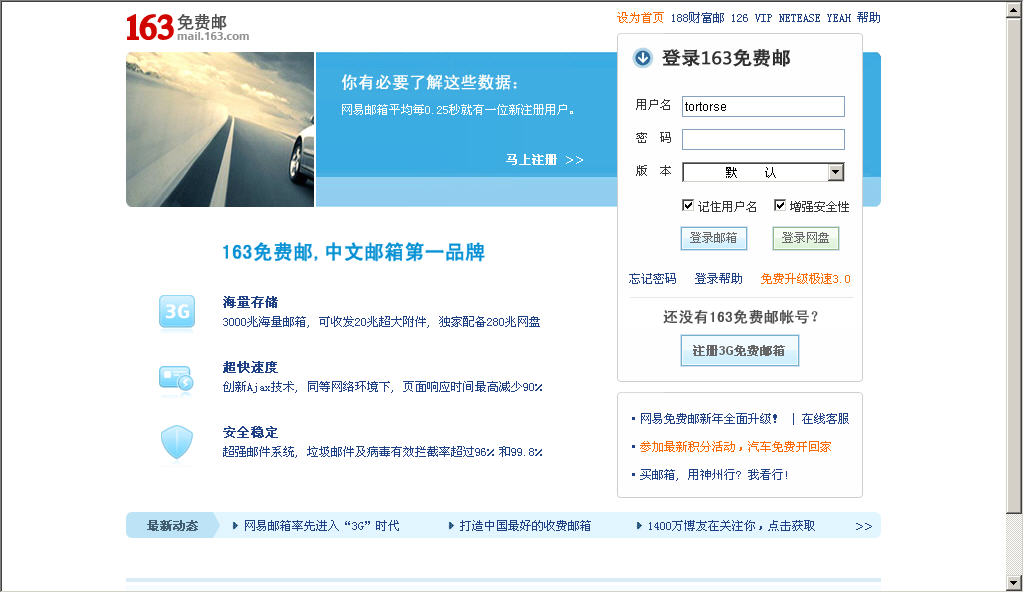 163 免费邮
mail.163.com
设为首页 188财富邮 126 VIP NETEASE YEAH 帮助
你有必要了解这些数据：
网易邮箱平均每0.25秒就有一位新注册用户。
马上注册 >>
登录163免费邮
用户名 tortorse
密 码
版 本 默 认
记住用户名 增强安全性
登录邮箱 登录网盘
忘记密码 登录帮助 免费升级极速3.0
还没有163免费邮帐号？
注册3G免费邮箱
163免费邮, 中文邮箱第一品牌
3G
海量存储
3000兆海量邮箱, 可收发20兆超大附件, 独家配备280兆网盘
超快速度
创新Ajax技术, 同等网络环境下, 页面响应时间最高减少90%
安全稳定
超强邮件系统, 垃圾邮件及病毒有效拦截率超过96% 和99.8%
· 网易免费邮新年全面升级! | 在线客服
· 参加最新积分活动，汽车免费开回家
· 买邮箱, 用神州行? 我看行!
最新动态 网易邮箱率先进入“3G”时代 打造中国最好的收费邮箱 1400万博友在关注你，点击获取 >>